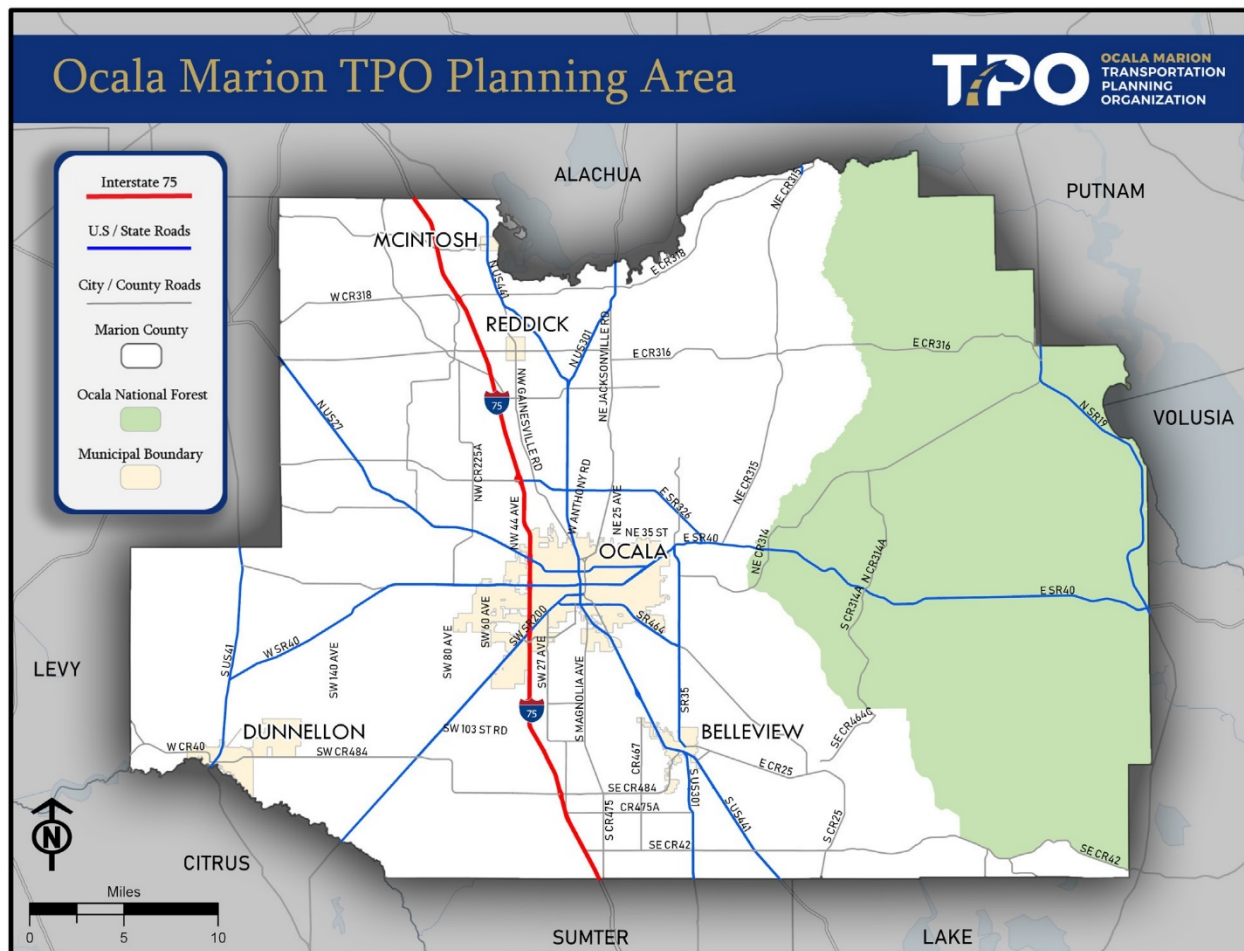 Ocala Marion TPO Planning Area
TPO
OCALA MARION
TRANSPORTATION
PLANNING
ORGANIZATION
Interstate 75
U.S / State Roads
City / County Roads
Marion County
Ocala National Forest
Municipal Boundary
ALACHUA
PUTNAM
VOLUSIA
LEVY
CITRUS
SUMTER
LAKE
MCINTOSH
REDDICK
OCALA
DUNNELLON
BELLEVIEW
NE CR315
E CR318
W CR318
N US441
N US301
NE JACKSONVILLE RD
E CR316
E CR316
N US27
75
NW GAINESVILLE RD
N SR19
NW CR225A
W ANTHONY RD
NE CR315
NW 44 AVE
NE 25 AVE
E SR326
NE 35 ST
E SR40
NE CR314
N CR314A
S CR314A
E SR40
S US41
W SR40
SW 140 AVE
SW 80 AVE
SW 60 AVE
SW SR200
SW 27 AVE
SR464
SR35
S MAGNOLIA AVE
75
SW 103 ST RD
SE CR464C
W CR40
SW CR484
CR467
E CR25
SE CR484
S US301
CR475A
S CR475
S US441
S CR25
SE CR42
SE CR42
N
Miles
0
5
10